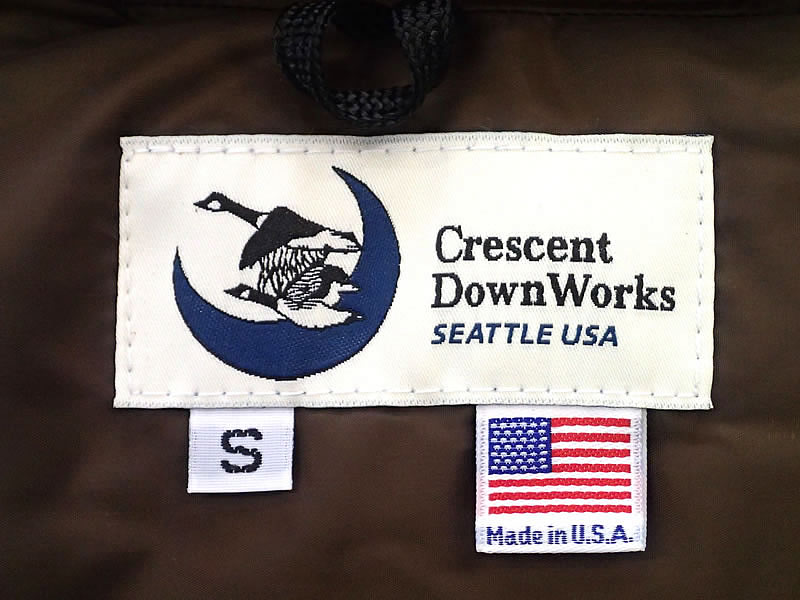 Crescent
DownWorks
SEATTLE USA
S
Made in U.S.A.